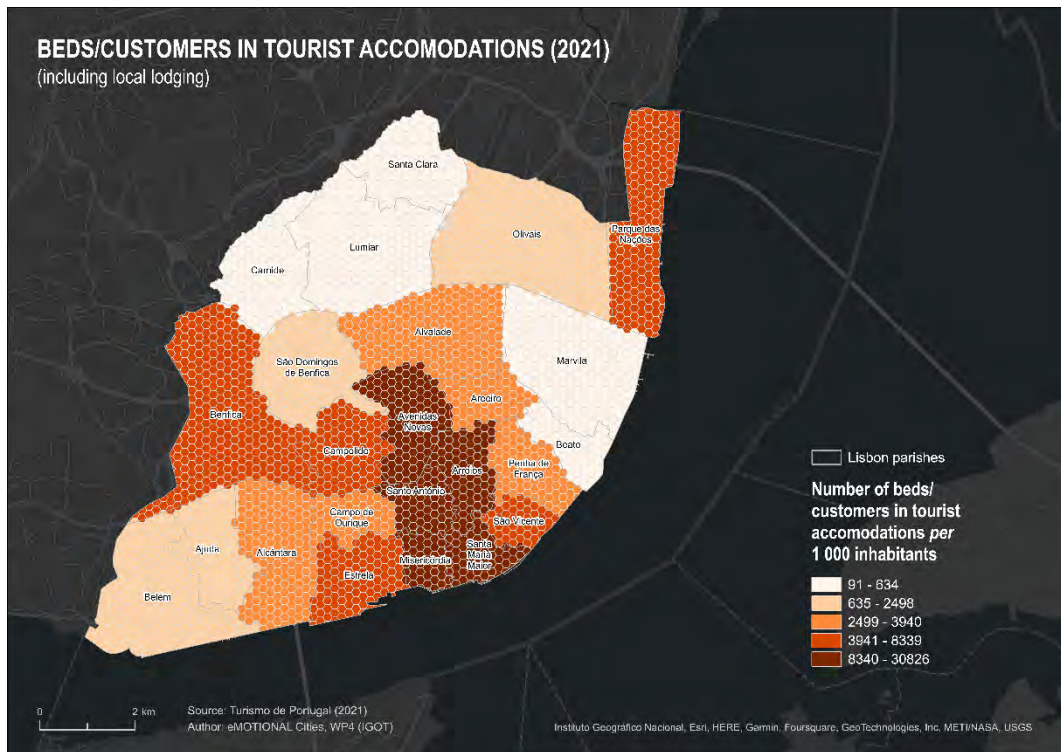 BEDS/CUSTOMERS IN TOURIST ACCOMODATIONS (2021)
(including local lodging)
Santa Clara
Lumiar
Carnide
Olivais
Parque das
Nações
Alvalade
São Domingos
de Benfica
Marvila
Benfica
Avenidas
Novas
Areeiro
Campolide
Beato
Arroios
Penha de
França
Santo António
Campo de
Ourique
São Vicente
Ajuda
Alcântara
Misericórdia
Santa
Maria
Maior
Estrela
Belém
Lisbon parishes
Number of beds/
customers in tourist
accomodations per
1 000 inhabitants
91 - 634
635 - 2498
2499 - 3940
3941 - 8339
8340 - 30826
0 2 km
Source: Turismo de Portugal (2021)
Author: eMOTIONAL Cities, WP4 (IGOT)
Instituto Geográfico Nacional, Esri, HERE, Garmin, Foursquare, GeoTechnologies, Inc, METI/NASA, USGS